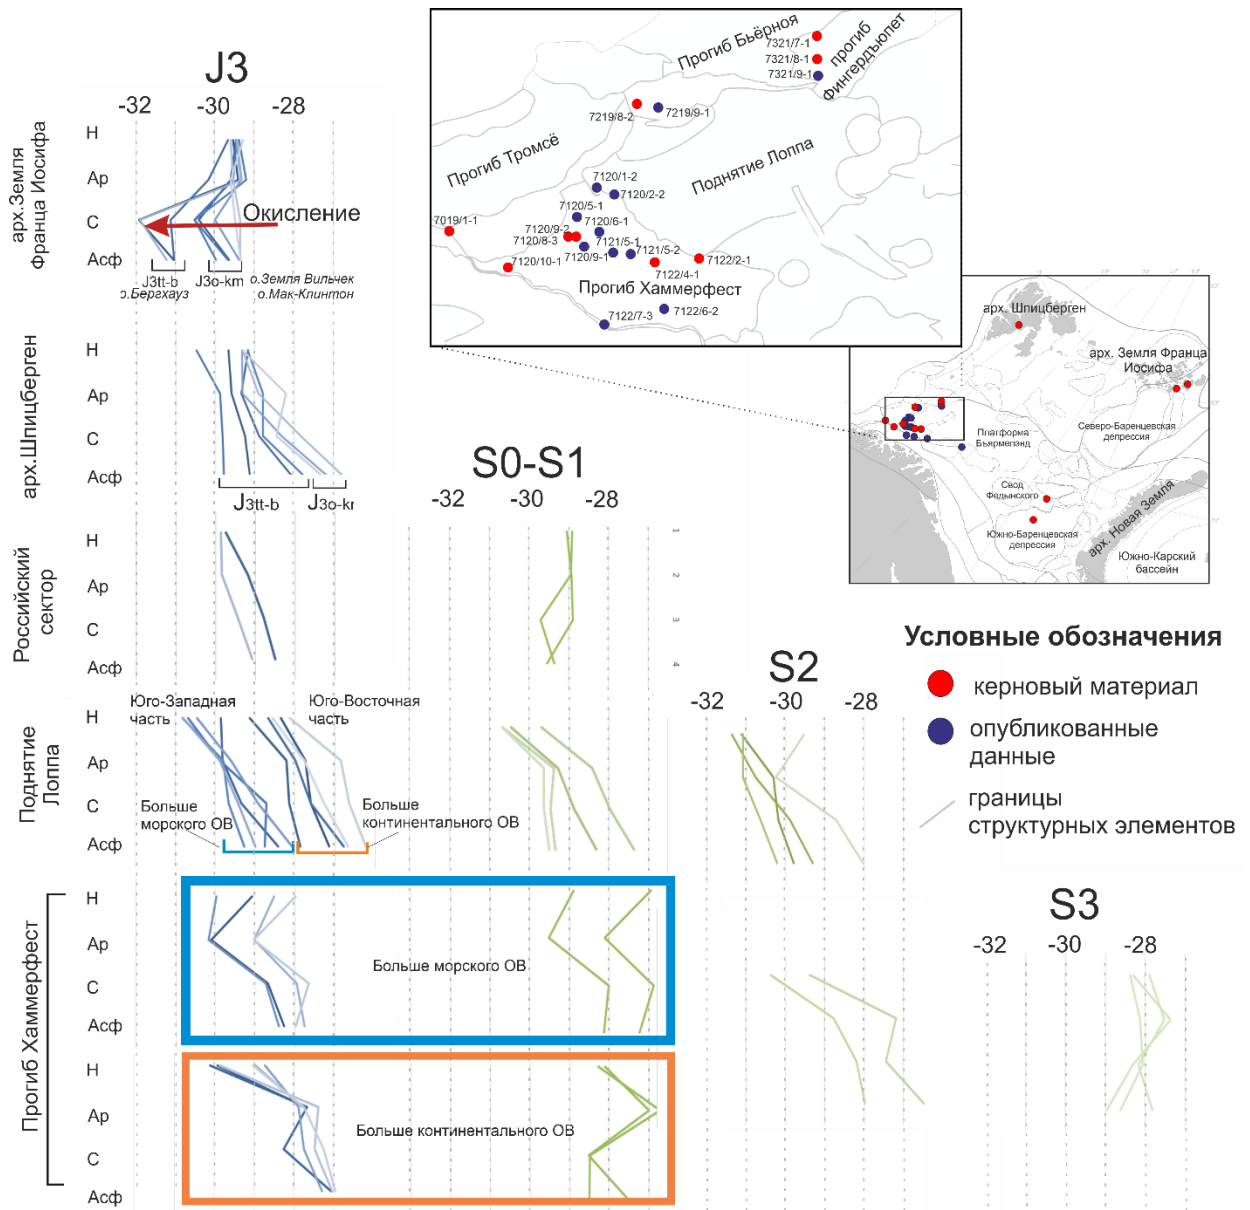 J3
-32 -30 -28
Н
Ар
С
Асф
арх.Земля
Франца Иосифа
Окисление
J3tt-b
о.Бергхауз
J3o-km
о.Земля Вильчек
о.Мак-Клинтон
Н
Ар
С
Асф
арх.Шпицберген
J3tt-b
J3o-kr
S0-S1
-32 -30 -28
Н
Ар
С
Асф
Российский
сектор
1
2
3
4
S2
-32 -30 -28
Н
Ар
С
Асф
Поднятие
Лоппа
Юго-Западная
часть
Юго-Восточная
часть
Больше
морского ОВ
Больше
континентального ОВ
S3
-32 -30 -28
Прогиб Хаммерфест
Н
Ар
С
Асф
Больше морского ОВ
Н
Ар
С
Асф
Больше континентального ОВ
Прогиб Бьёрноя
прогиб
Фингердъюпет
7321/7-1
7321/8-1
7321/9-1
7219/8-2
7219/9-1
Прогиб Тромсё
Поднятие Лоппа
7120/1-2
7120/2-2
7120/5-1
7120/6-1
7019/1-1
7120/9-2
7120/8-3
7121/5-1
7121/5-2
7122/2-1
7120/10-1
7120/9-1
7122/4-1
Прогиб Хаммерфест
7122/6-2
7122/7-3
арх. Шпицберген
арх. Земля Франца
Иосифа
Северо-Баренцевская
депрессия
Платформа
Бъярмелэнд
Свод
Федынского
Южно-Баренцевская
депрессия
арх. Новая Земля
Южно-Карский
бассейн
Условные обозначения
керновый материал
опубликованные
данные
границы
структурных элементов